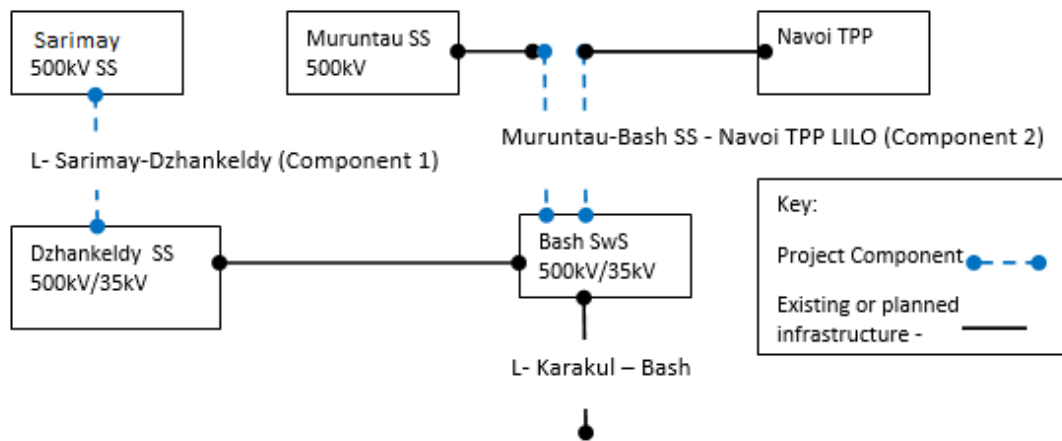 Sarimay
500kV SS
Muruntau SS
500kV
Navoi TPP
L- Sarimay-Dzhankeldy (Component 1)
Muruntau-Bash SS - Navoi TPP LILO (Component 2)
Dzhankeldy SS
500kV/35kV
Bash SwS
500kV/35kV
Key:
Project Component
Existing or planned
infrastructure -
L- Karakul – Bash